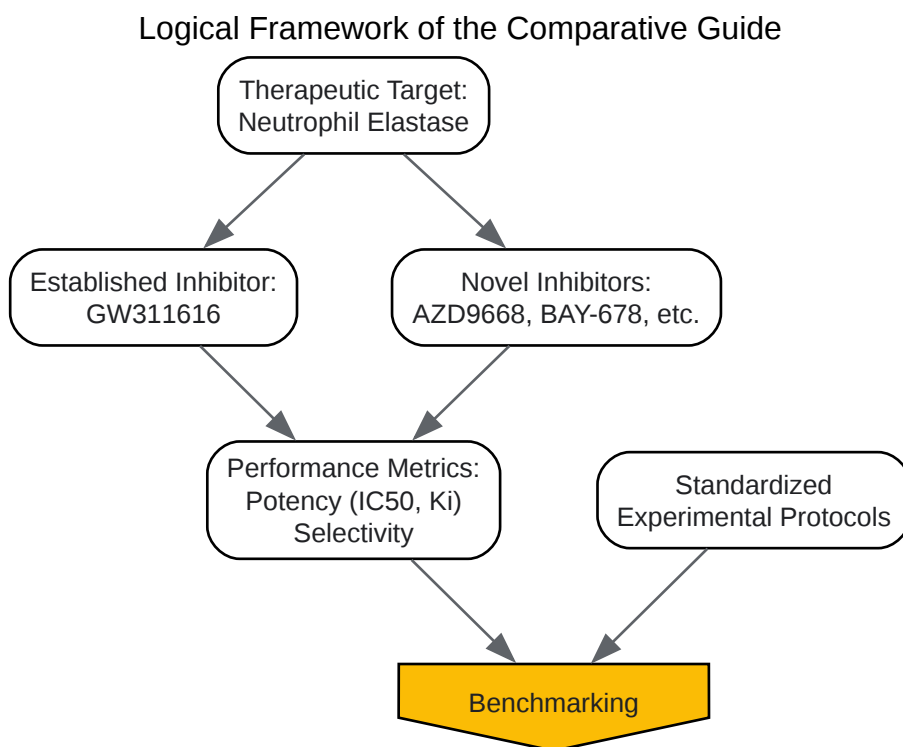 Logical Framework of the Comparative Guide
Therapeutic Target:
Neutrophil Elastase
Established Inhibitor:
GW311616
Novel Inhibitors:
AZD9668, BAY-678, etc.
Performance Metrics:
Potency (IC50, Ki)
Selectivity
Standardized
Experimental Protocols
Benchmarking